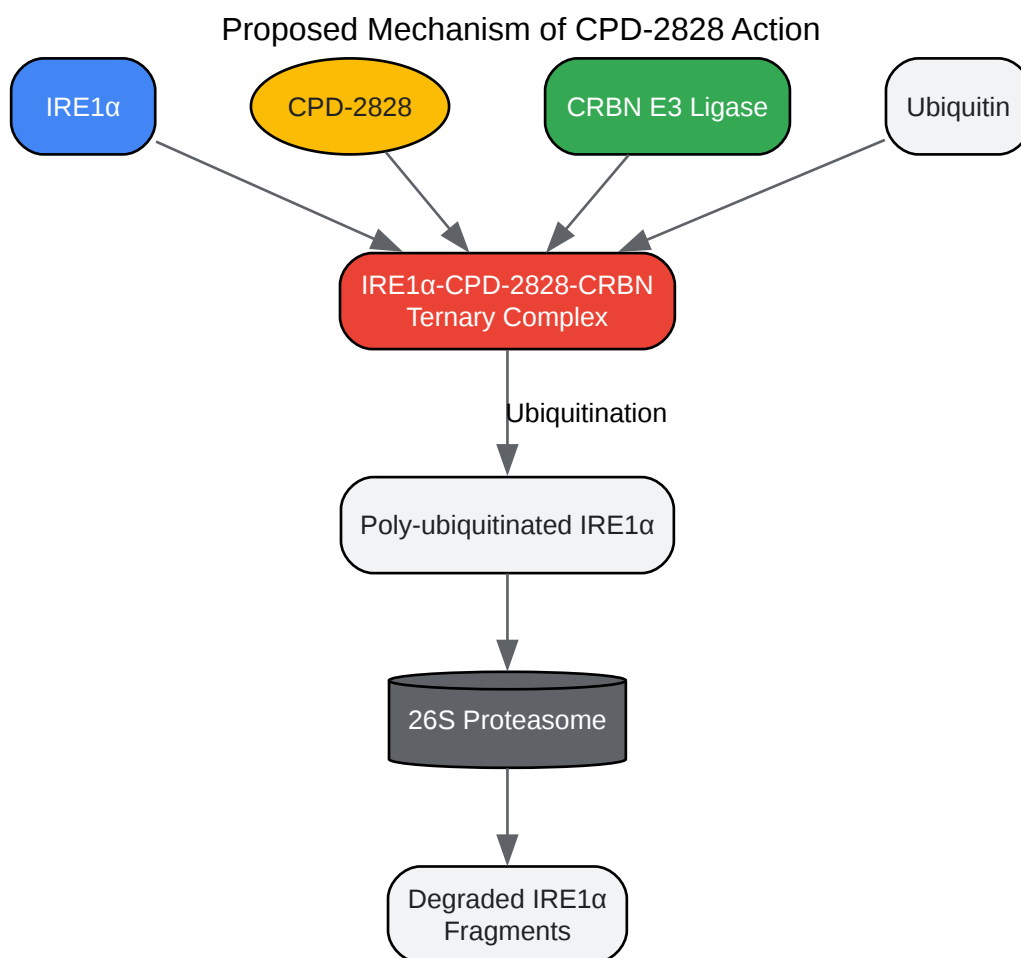 Proposed Mechanism of CPD-2828 Action
IRE1α
CPD-2828
CRBN E3 Ligase
Ubiquitin
IRE1α-CPD-2828-CRBN
Ternary Complex
Ubiquitination
Poly-ubiquitinated IRE1α
26S Proteasome
Degraded IRE1α
Fragments